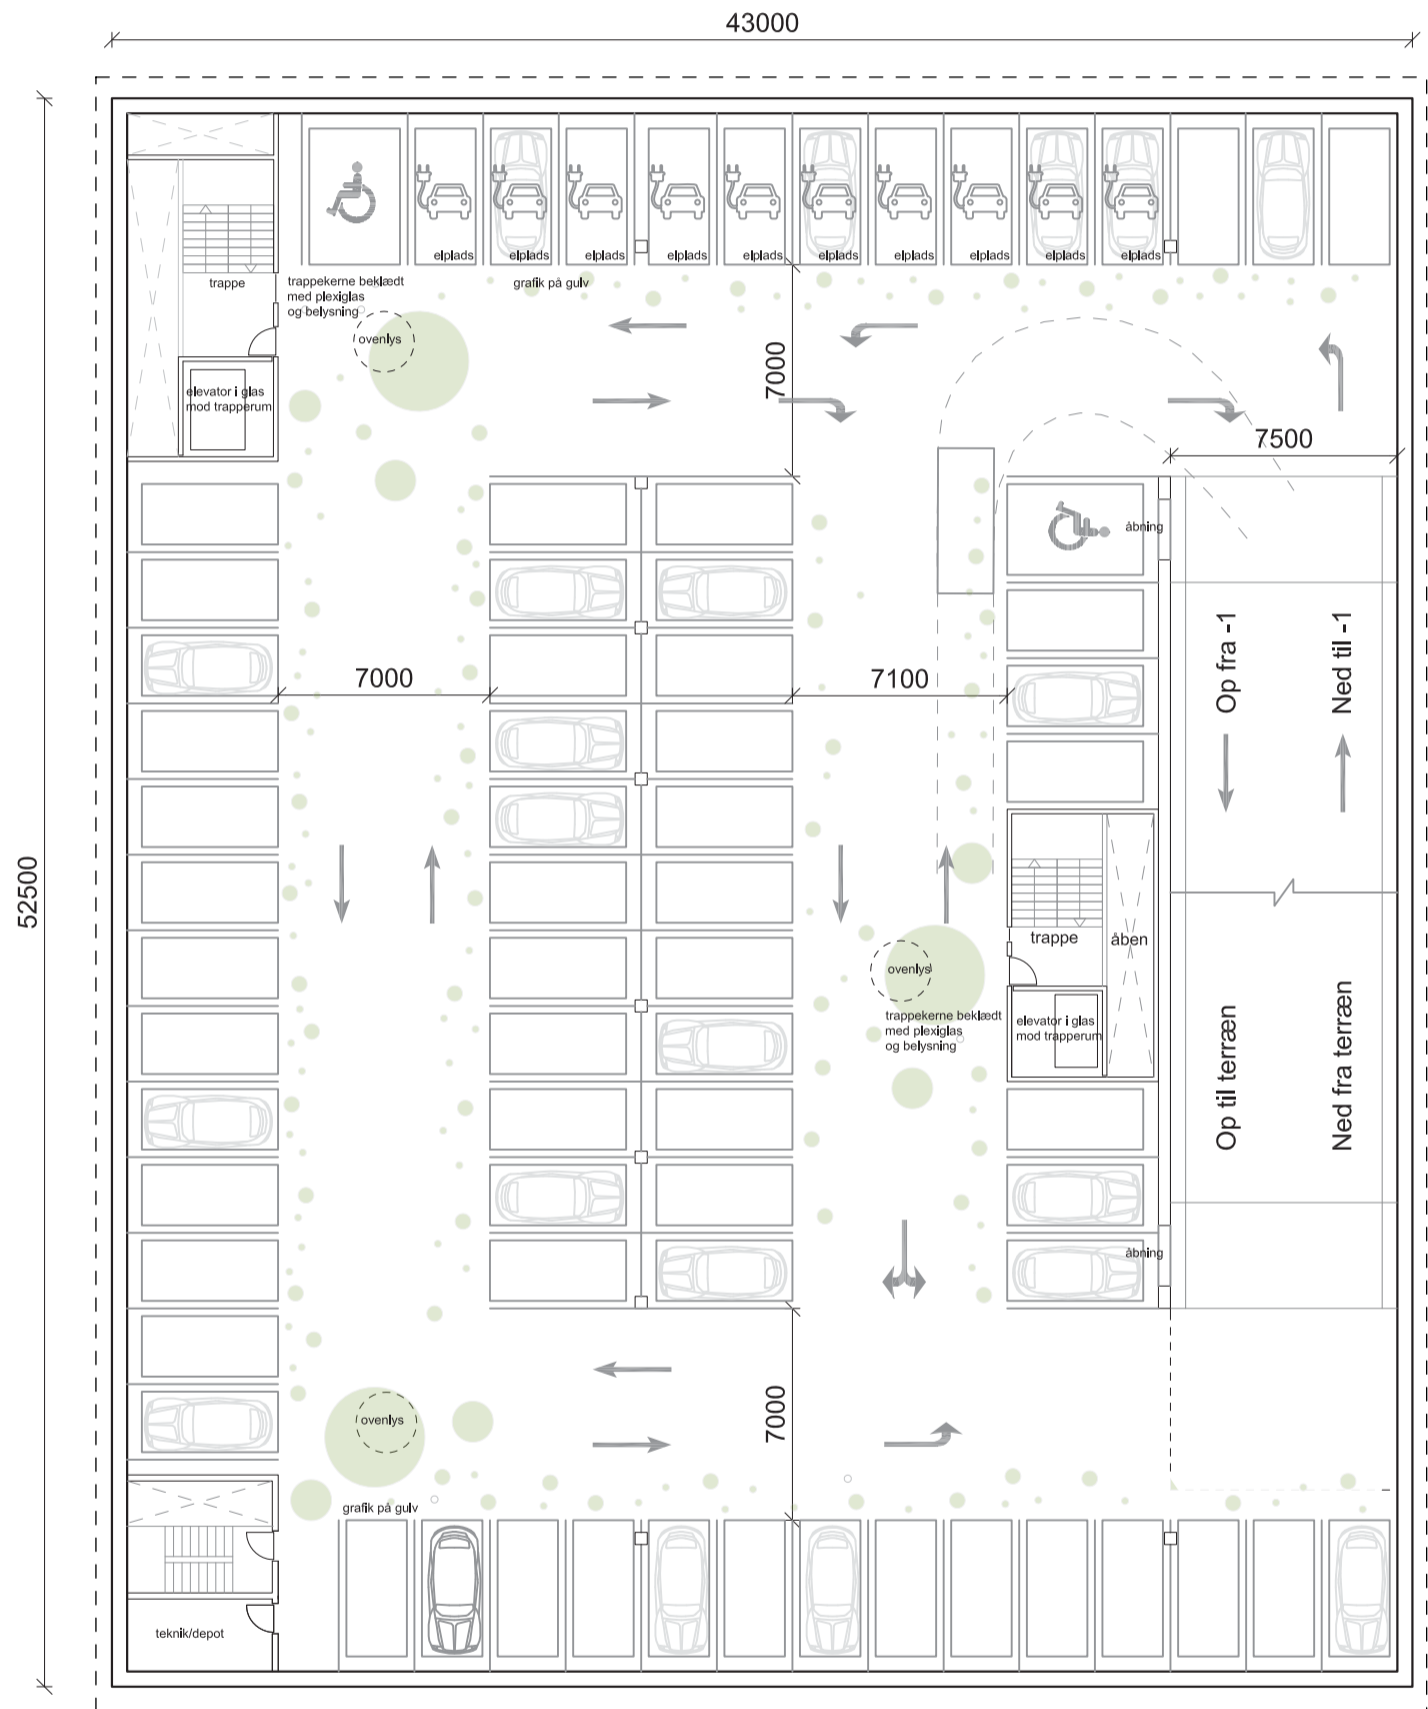 43000
elplads elplads elplads elplads elplads elplads elplads elplads elplads elplads
trappe
trappekerne beklædt
med plexiglas
og belysning
grafik på gulv
ovenlys
7000
elevator i glas
mod trapperum
7500
åbning
Op fra -1
Ned til -1
7000
7100
52500
trappe
åben
ovenlys
trappekerne beklædt
med plexiglas
og belysning
elevator i glas
mod trapperum
Op til terræn
Ned fra terræn
åbning
7000
ovenlys
grafik på gulv
teknik/depot